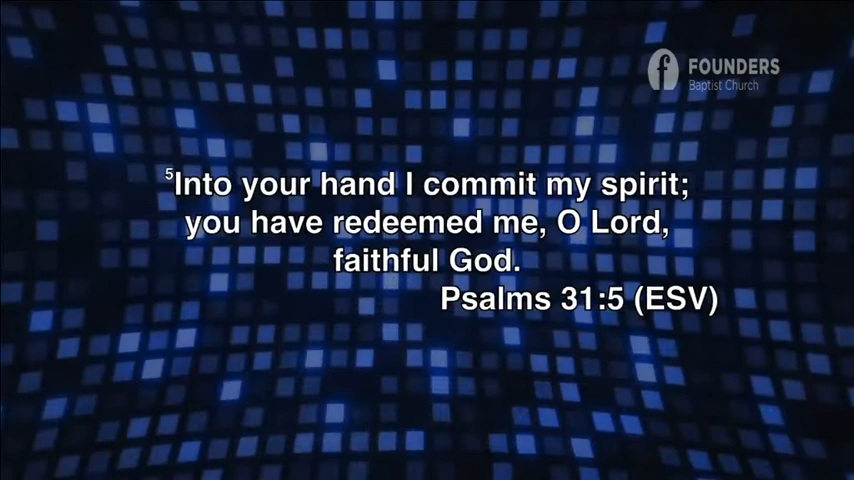 FOUNDERS
Baptist Church
5Into your hand I commit my spirit;
you have redeemed me, O Lord,
faithful God.
Psalms 31:5 (ESV)